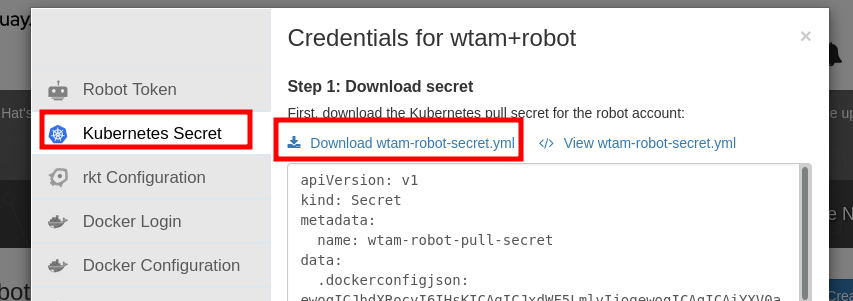 uay.
Credentials for wtam+robot
×
Robot Token
Kubernetes Secret
rkt Configuration
Docker Login
Docker Configuration
Step 1: Download secret
First, download the Kubernetes pull secret for the robot account:
Download wtam-robot-secret.yml
</> View wtam-robot-secret.yml
apiVersion: v1
kind: Secret
metadata:
name: wtam-robot-pull-secret
data:
.dockerconfigjson:
Hat's
e up
e N
bot
Crea